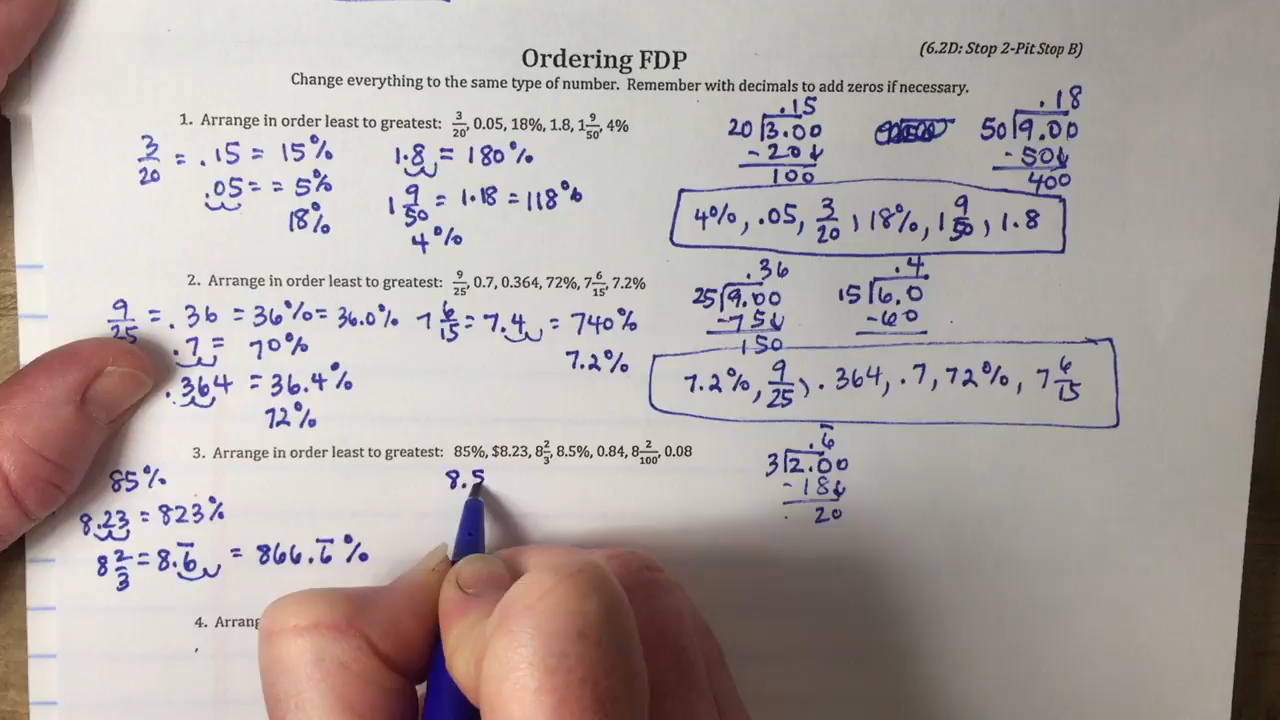 (6.2D: Stop 2-Pit Stop B)
Ordering FDP
Change everything to the same type of number. Remember with decimals to add zeros if necessary.
1. Arrange in order least to greatest: 3/20, 0.05, 18%, 1.8, 1 9/50, 4%
3/20 = .15 = 15%
.05 = = 5%
18%
1.8 = 180%
1 9/50 = 1.18 = 118%
4%
.15
20 3.00
-20
100
.18
50 9.00
-50
400
4%, .05, 3/20, 18%, 1 9/50, 1.8
2. Arrange in order least to greatest: 9/25, 0.7, 0.364, 72%, 7 6/15, 7.2%
9/25 = .36 = 36% = 36.0%
.7 = 70%
.364 = 36.4%
72%
7 6/15 = 7.4 = 740%
7.2%
.36
25 9.00
-75
150
.4
15 6.0
-60
7.2%, 9/25, .364, .7, 72%, 7 6/15
3. Arrange in order least to greatest: 85%, $8.23, 8 2/3, 8.5%, 0.84, 8 2/100, 0.08
85%
8.23 = 823%
8 2/3 = 8.6̅ = 866.6̅%
8.5
.6̅
3 2.00
-18
20
4. Arrang